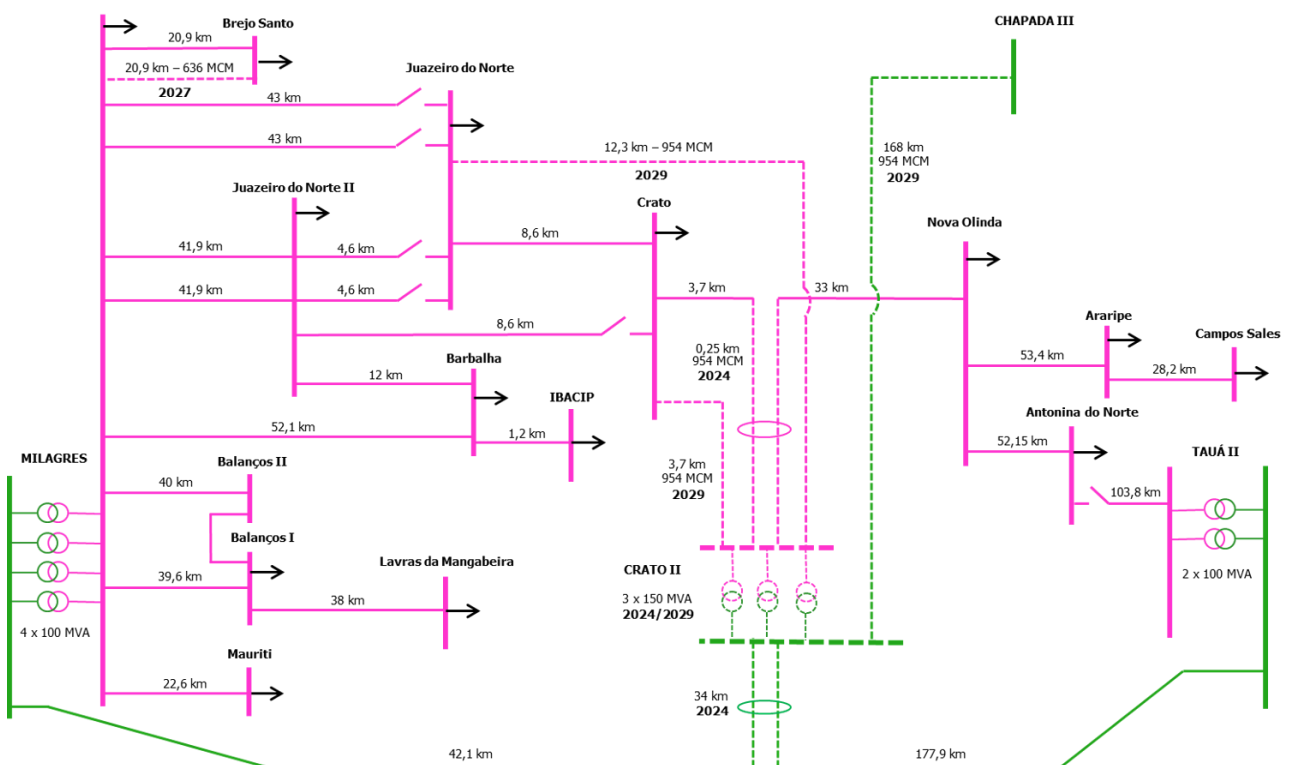 Brejo Santo
CHAPADA III
20,9 km
20,9 km – 636 MCM
2027
Juazeiro do Norte
43 km
43 km
12,3 km – 954 MCM
2029
168 km
954 MCM
2029
Juazeiro do Norte II
Crato
Nova Olinda
41,9 km
4,6 km
8,6 km
41,9 km
4,6 km
3,7 km
33 km
8,6 km
Araripe
Campos Sales
0,25 km
954 MCM
2024
Barbalha
53,4 km
28,2 km
12 km
IBACIP
Antonina do Norte
52,1 km
1,2 km
52,15 km
TAUÁ II
MILAGRES
Balanços II
40 km
3,7 km
954 MCM
2029
103,8 km
Balanços I
Lavras da Mangabeira
39,6 km
38 km
CRATO II
3 x 150 MVA
2024/2029
2 x 100 MVA
4 x 100 MVA
Mauriti
22,6 km
34 km
2024
42,1 km
177,9 km